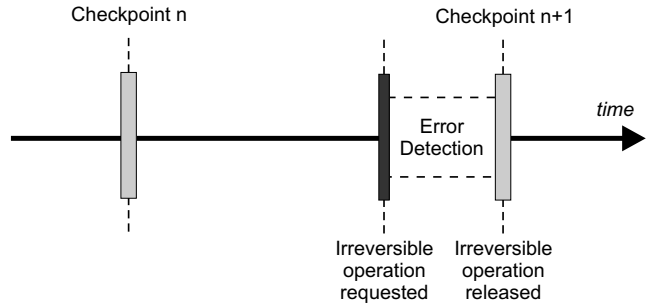 Checkpoint n
Checkpoint n+1
time
Error
Detection
Irreversible
operation
requested
Irreversible
operation
released